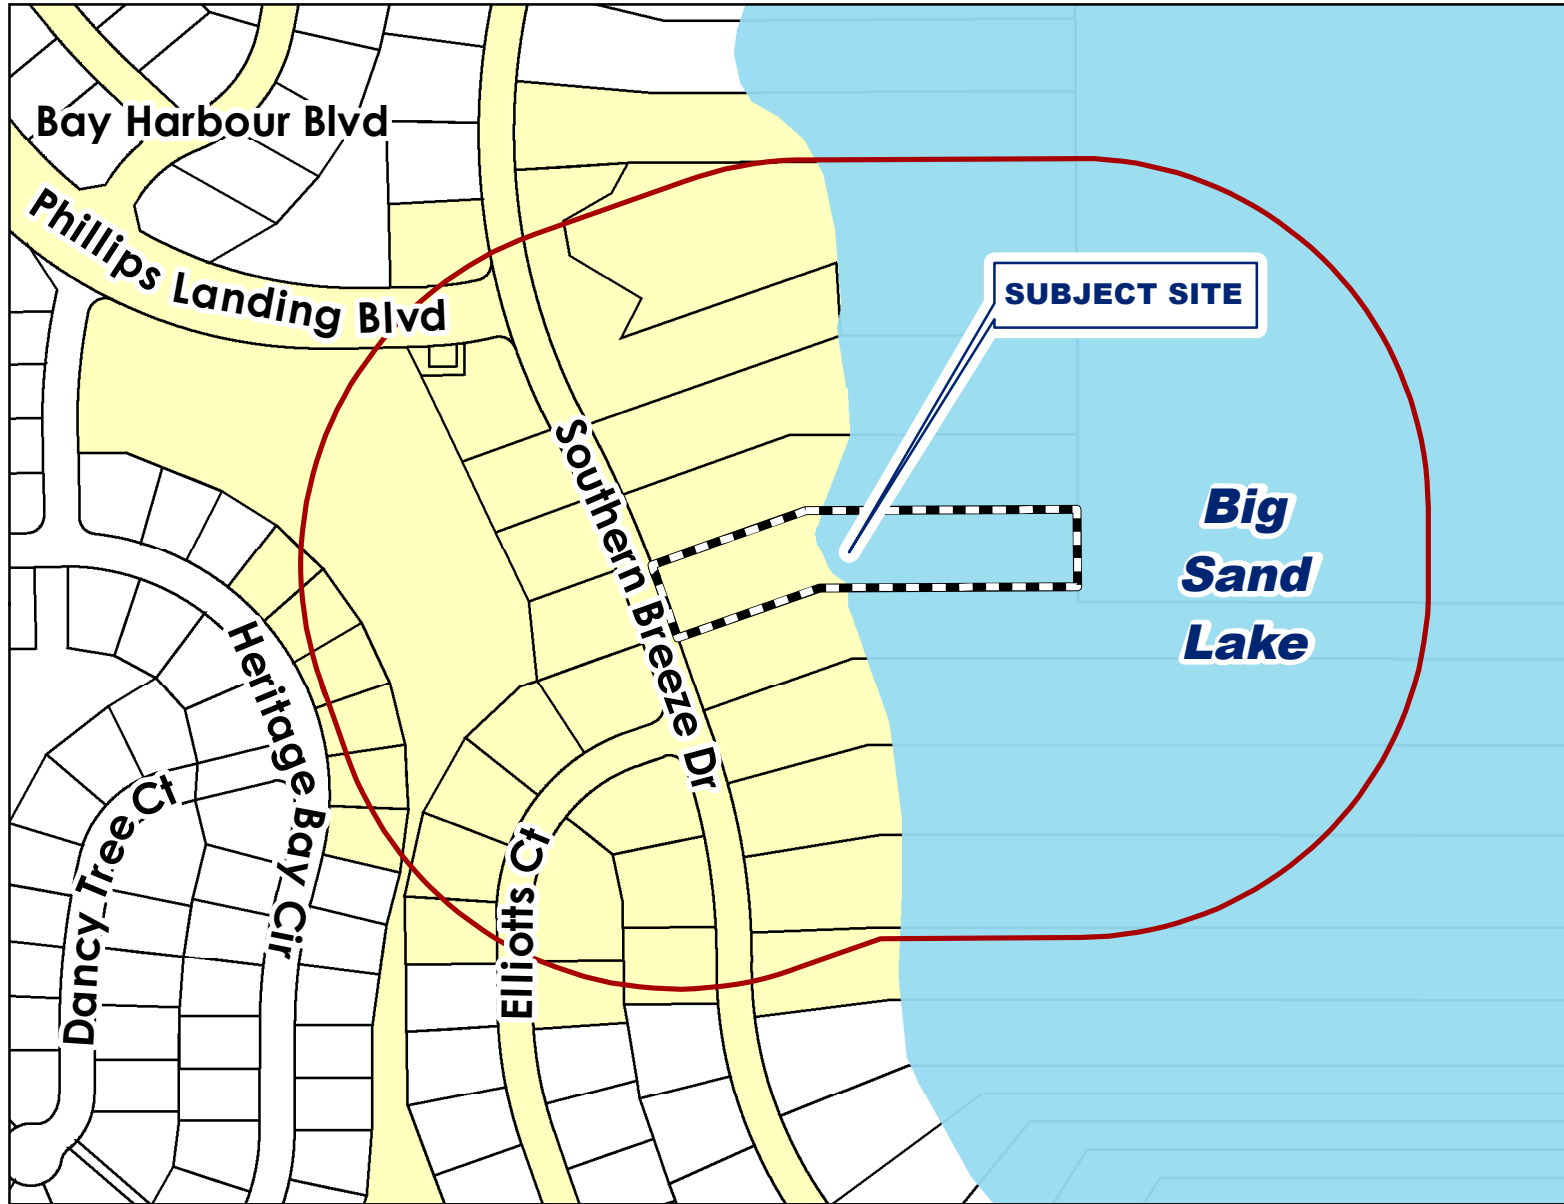 Bay Harbour Blvd
Phillips Landing Blvd
SUBJECT SITE
Southern Breeze Dr
Big
Sand
Lake
Heritage Bay Cir
Dancy Tree Ct
Elliotts Ct